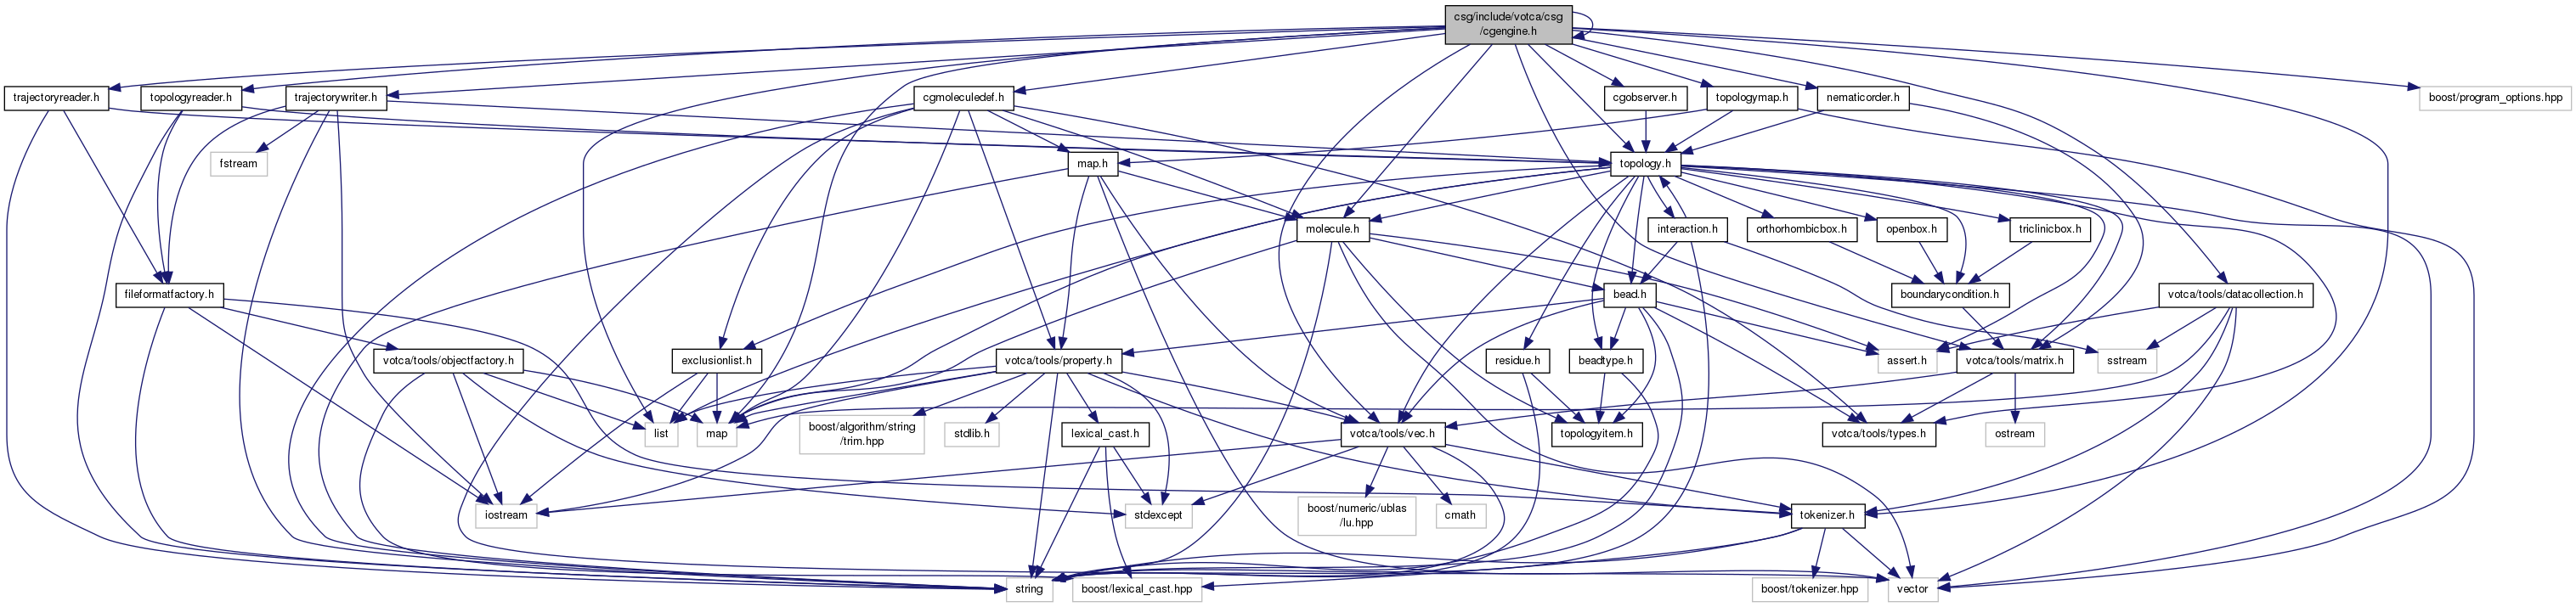 csg/include/votca/csg
/cgengine.h
trajectoryreader.h
topologyreader.h
trajectorywriter.h
cgmoleculedef.h
cgobserver.h
topologymap.h
nematicorder.h
boost/program_options.hpp
fstream
map.h
topology.h
molecule.h
interaction.h
orthorhombicbox.h
openbox.h
triclinicbox.h
fileformatfactory.h
bead.h
boundarycondition.h
votca/tools/datacollection.h
votca/tools/objectfactory.h
exclusionlist.h
votca/tools/property.h
residue.h
beadtype.h
assert.h
votca/tools/matrix.h
sstream
list
map
boost/algorithm/string
/trim.hpp
stdlib.h
lexical_cast.h
votca/tools/vec.h
topologyitem.h
votca/tools/types.h
ostream
iostream
stdexcept
boost/numeric/ublas
/lu.hpp
cmath
tokenizer.h
string
boost/lexical_cast.hpp
boost/tokenizer.hpp
vector